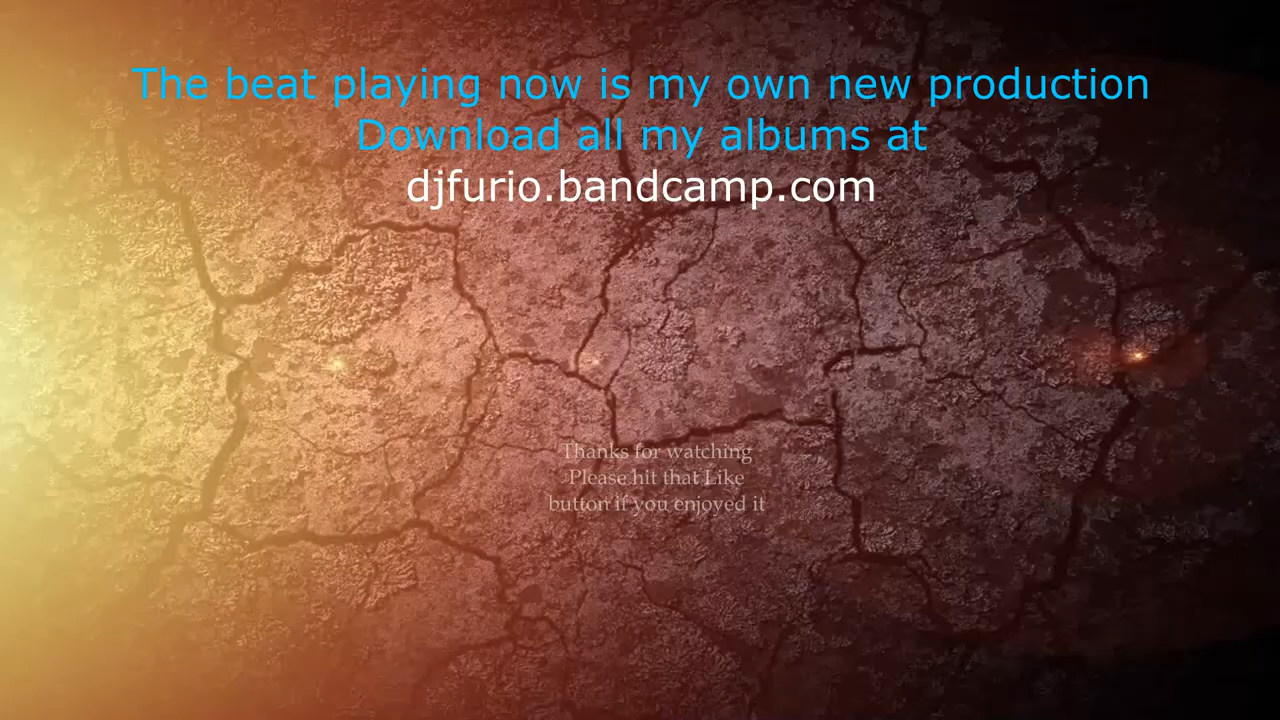 The beat playing now is my own new production
Download all my albums at
djfurio.bandcamp.com
Thanks for watching
Please hit that Like
button if you enjoyed it